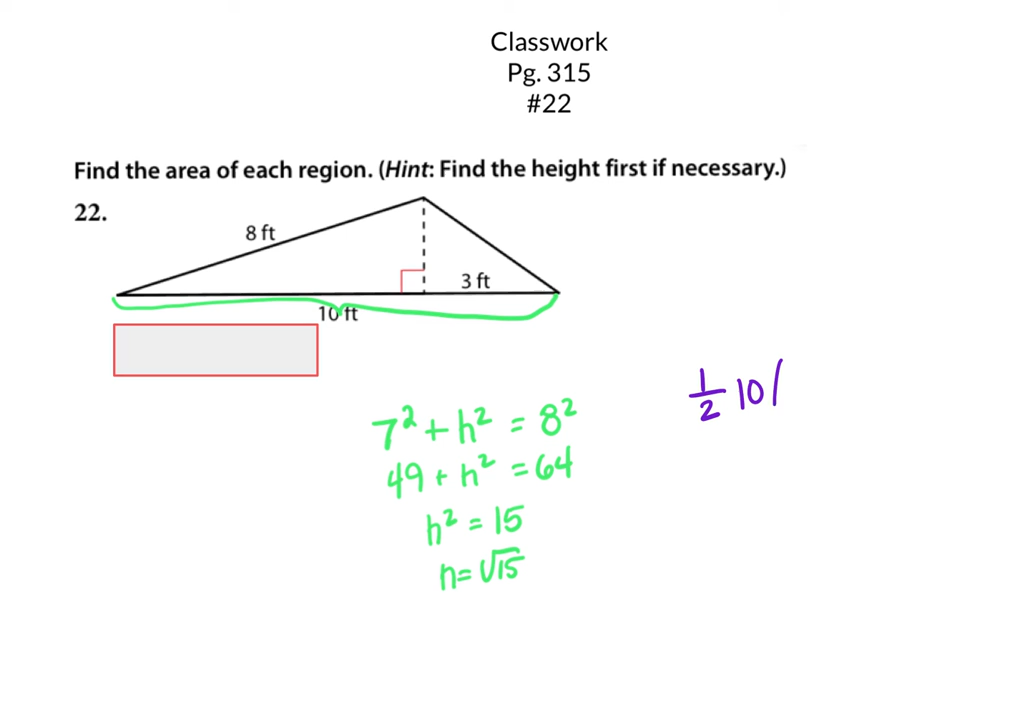 Classwork
Pg. 315
#22
Find the area of each region. (Hint: Find the height first if necessary.)
22.
8 ft
3 ft
10 ft
1/2 10(
7² + h² = 8²
49 + h² = 64
h² = 15
h = √15